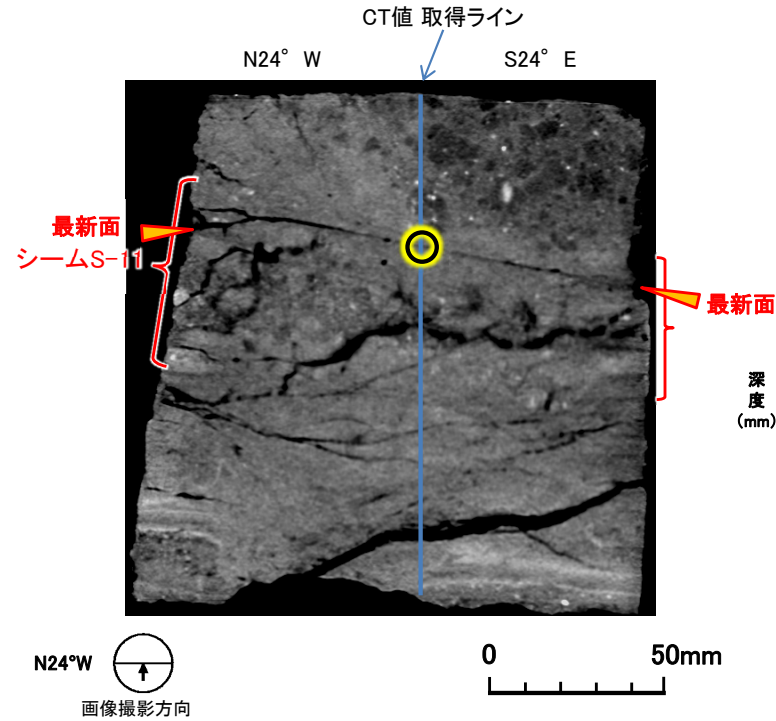 CT値 取得ライン
N24° W
S24° E
最新面
シームS-11
最新面
深
度
(mm)
N24°W
画像撮影方向
0
50mm